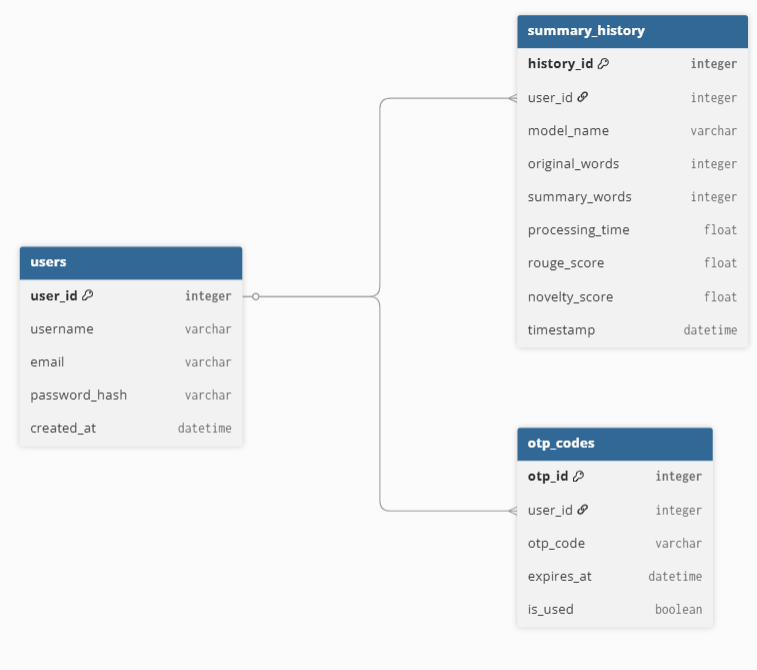 summary_history
history_id integer
user_id integer
model_name varchar
original_words integer
summary_words integer
processing_time float
rouge_score float
novelty_score float
timestamp datetime
users
user_id integer
username varchar
email varchar
password_hash varchar
created_at datetime
otp_codes
otp_id integer
user_id integer
otp_code varchar
expires_at datetime
is_used boolean